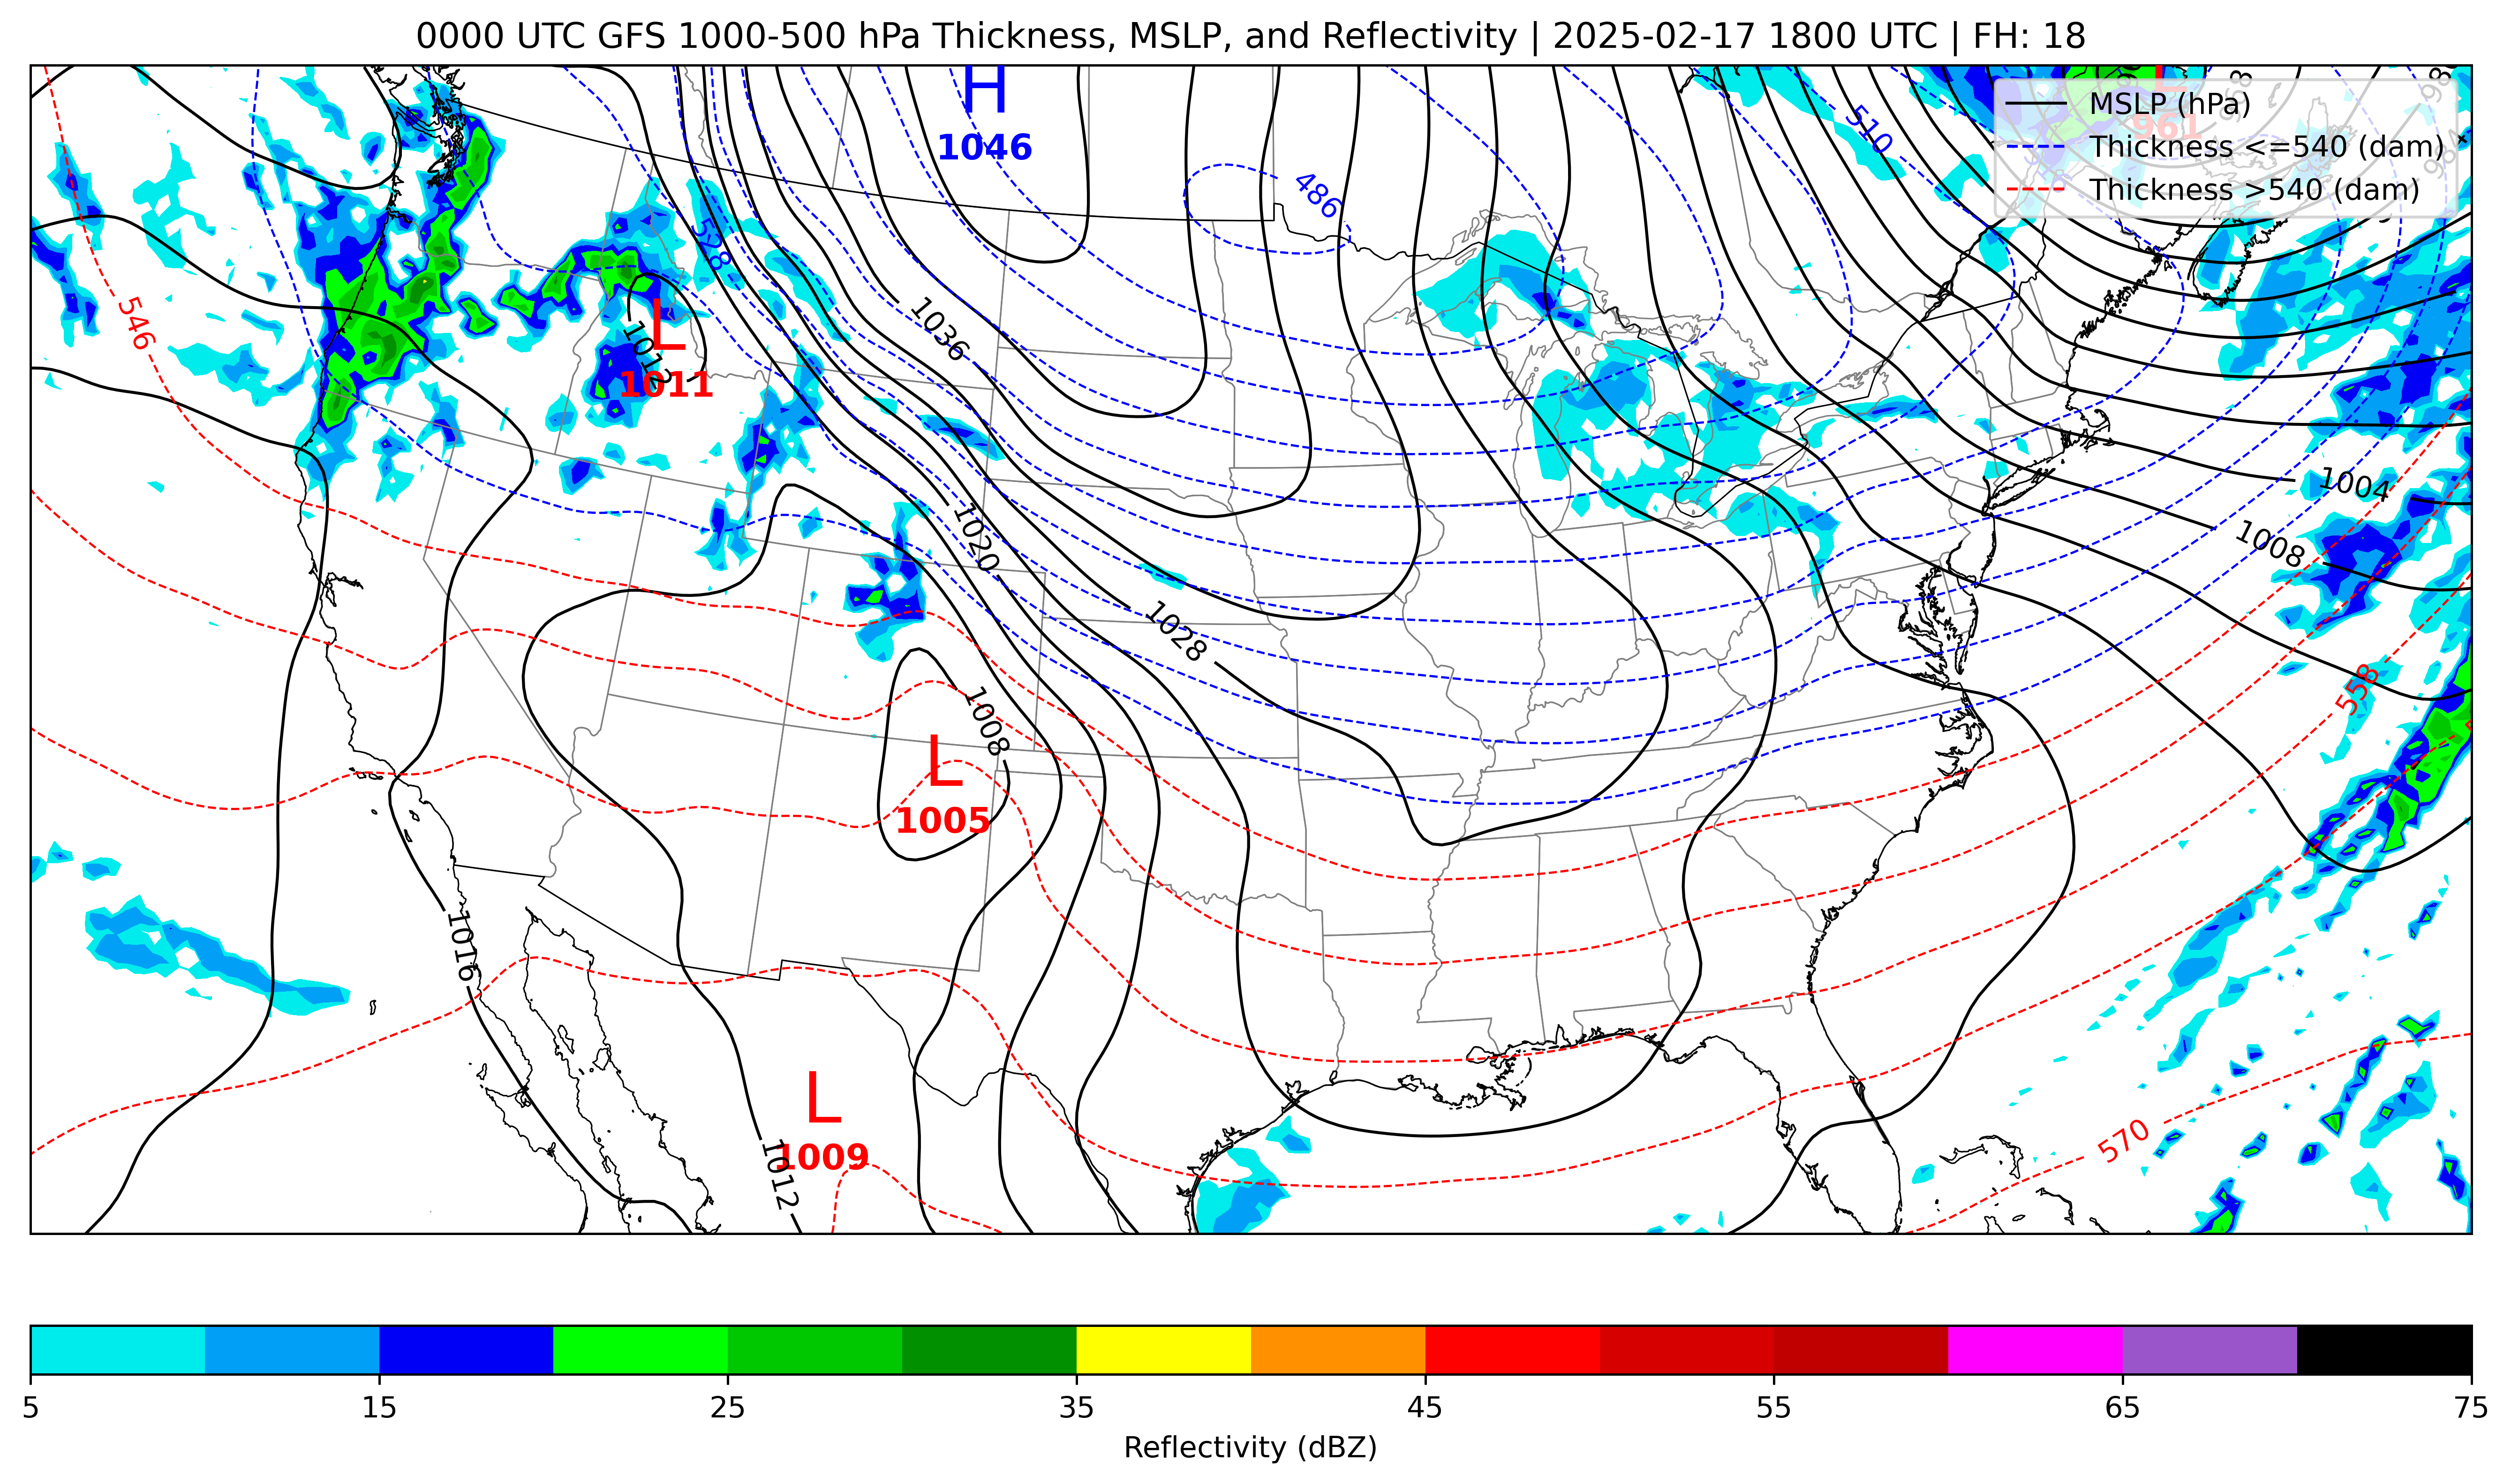 0000 UTC GFS 1000-500 hPa Thickness, MSLP, and Reflectivity | 2025-02-17 1800 UTC | FH: 18
H
1046
MSLP (hPa)
Thickness <=540 (dam)
Thickness >540 (dam)
L
961
968
510
486
528
546
L
1012
1011
1036
1004
1020
1008
1028
558
1008
L
1005
1016
570
L
1009
1012
5 15 25 35 45 55 65 75
Reflectivity (dBZ)